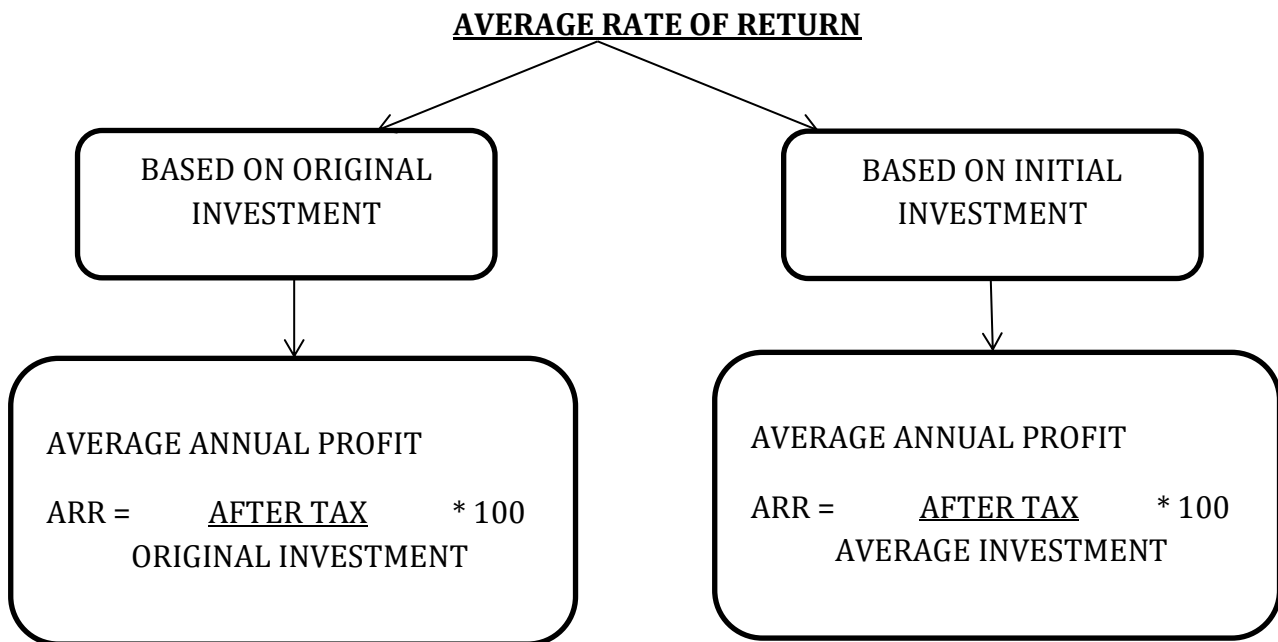 AVERAGE RATE OF RETURN
BASED ON ORIGINAL
INVESTMENT
BASED ON INITIAL
INVESTMENT
AVERAGE ANNUAL PROFIT
ARR = AFTER TAX * 100
ORIGINAL INVESTMENT
AVERAGE ANNUAL PROFIT
ARR = AFTER TAX * 100
AVERAGE INVESTMENT